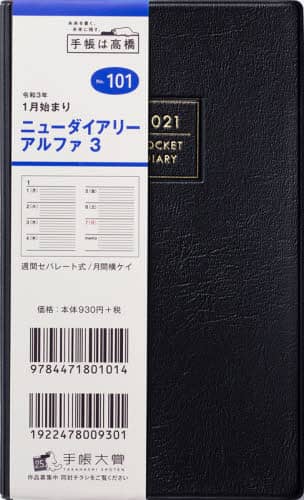 未来を書く、
未来に残す。
手帳は高橋
No. 101
令和3年
1月始まり
ニューダイアリー
アルファ 3
1
1(月) 5(金)
2(火) 6(土)
3(水) 7(日)
4(木) memo
週間セパレート式/月間横ケイ
価格:本体930円+税
9784471801014
1922478009301
25th 手帳大賞
TAKAHASHI SHOTEN
作品募集中 同封チラシをご覧ください
2021
POCKET
DIARY